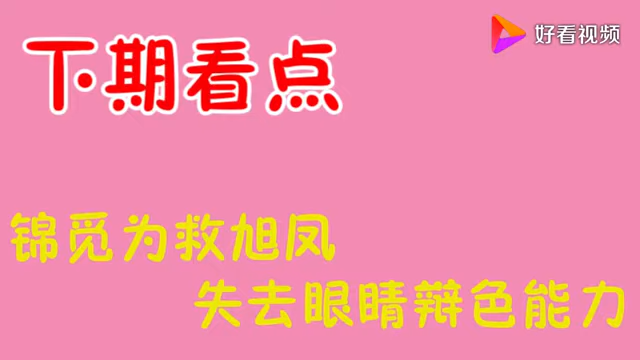 好看视频
下期看点
锦觅为救旭凤
失去眼睛辩色能力